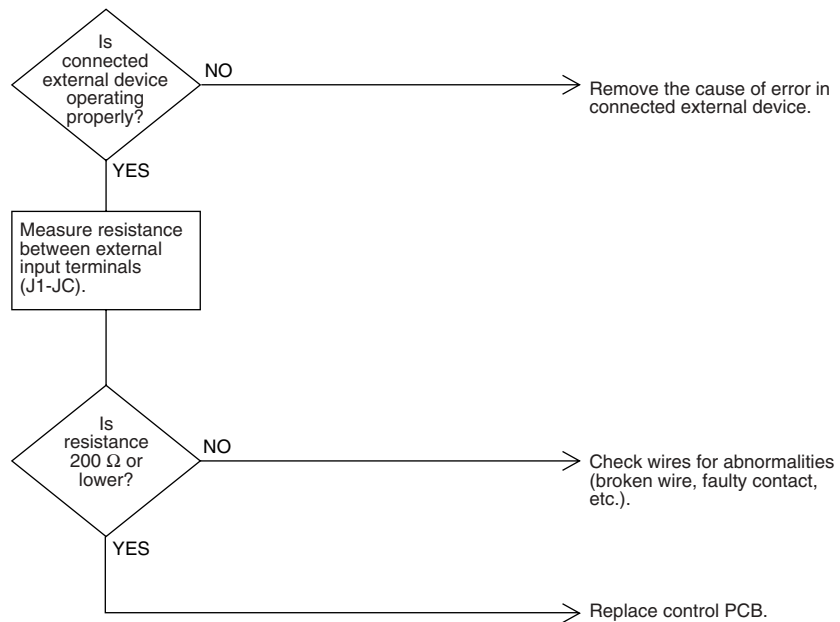 Is
connected
external device
operating
properly?
NO
Remove the cause of error in
connected external device.
YES
Measure resistance
between external
input terminals
(J1-JC).
Is
resistance
200 Ω or
lower?
NO
Check wires for abnormalities
(broken wire, faulty contact,
etc.).
YES
Replace control PCB.